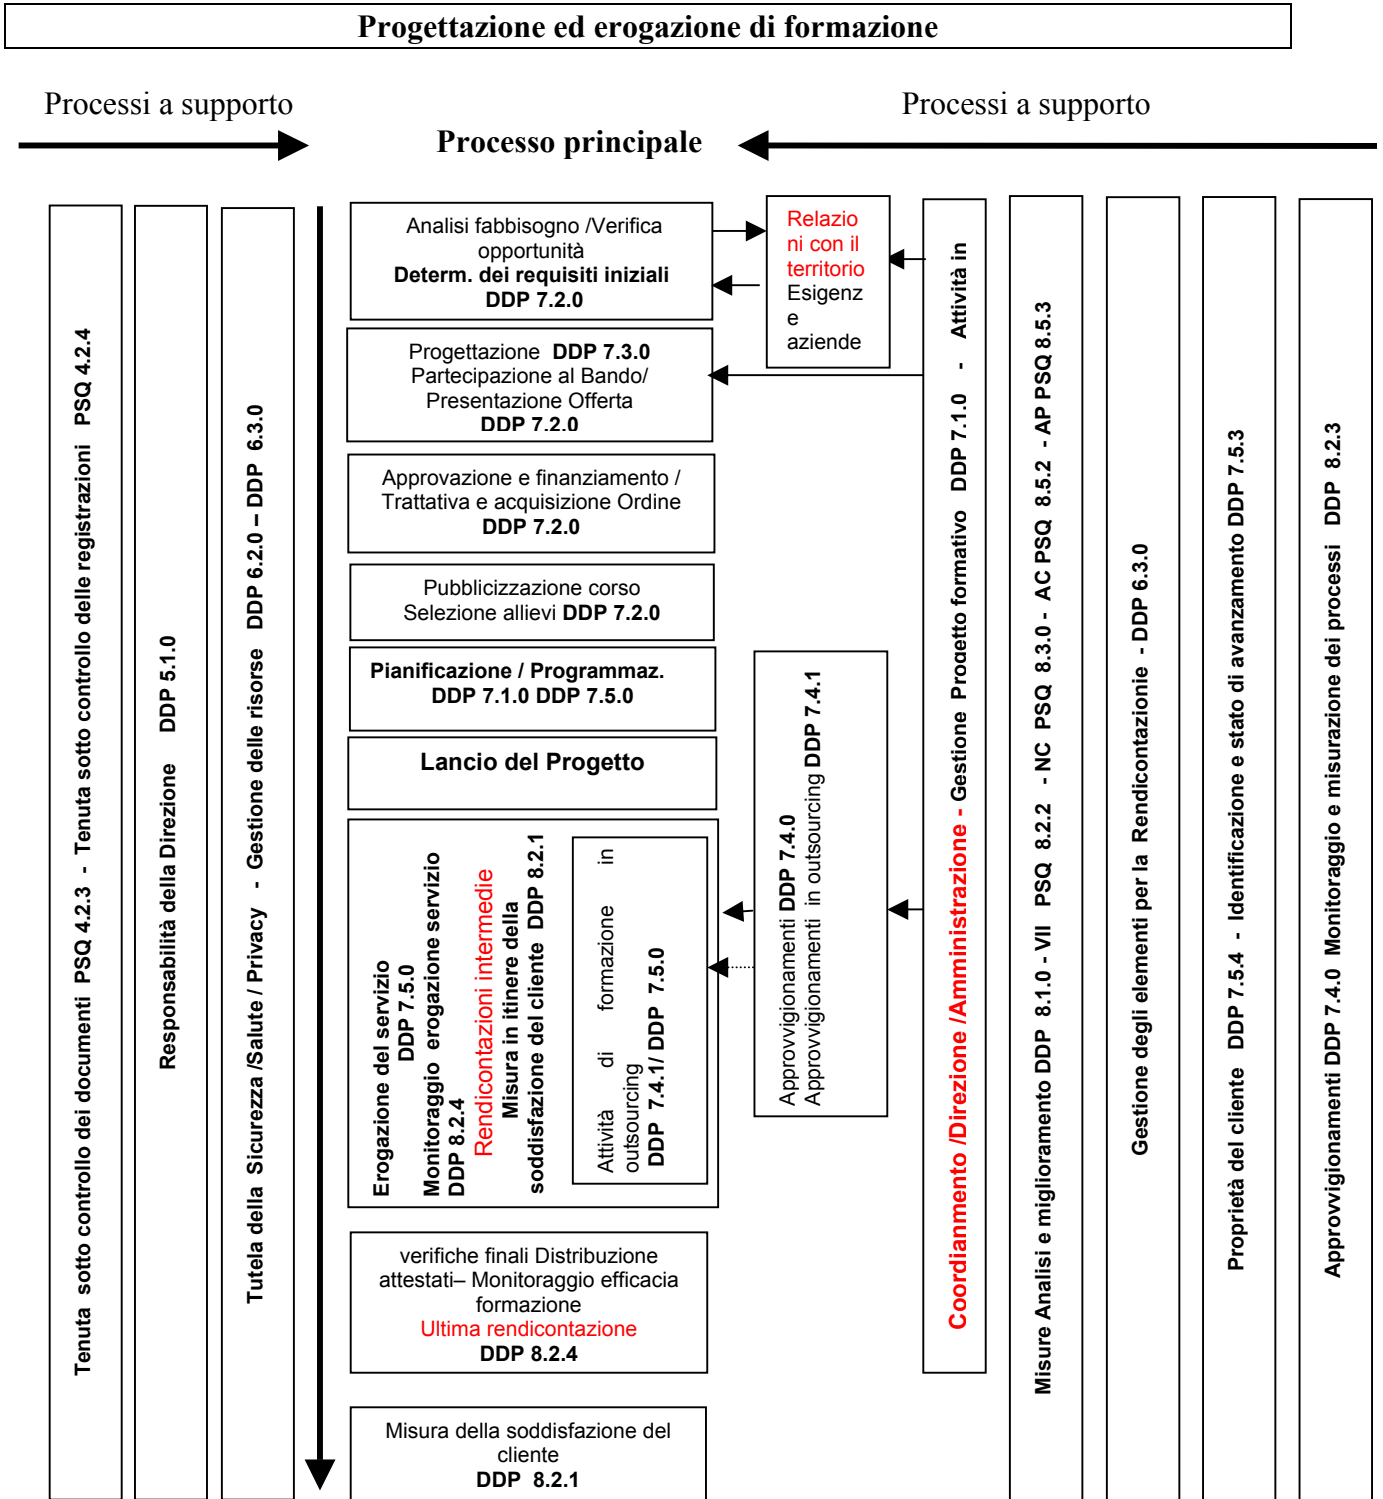 Progettazione ed erogazione di formazione
Processi a supporto
Processo principale
Processi a supporto
Tenuta sotto controllo dei documenti PSQ 4.2.3 - Tenuta sotto controllo delle registrazioni PSQ 4.2.4
Responsabilità della Direzione DDP 5.1.0
Tutela della Sicurezza /Salute / Privacy - Gestione delle risorse DDP 6.2.0 – DDP 6.3.0
Analisi fabbisogno /Verifica
opportunità
Determ. dei requisiti iniziali
DDP 7.2.0
Relazio
ni con il
territorio
Esigenz
e
aziende
Progettazione DDP 7.3.0
Partecipazione al Bando/
Presentazione Offerta
DDP 7.2.0
Approvazione e finanziamento /
Trattativa e acquisizione Ordine
DDP 7.2.0
Pubblicizzazione corso
Selezione allievi DDP 7.2.0
Pianificazione / Programmaz.
DDP 7.1.0 DDP 7.5.0
Lancio del Progetto
Erogazione del servizio
DDP 7.5.0
Monitoraggio erogazione servizio
DDP 8.2.4
Rendicontazioni intermedie
Misura in itinere della
soddisfazione del cliente DDP 8.2.1
Attività di formazione in
outsourcing
DDP 7.4.1/ DDP 7.5.0
Approvvigionamenti DDP 7.4.0
Approvvigionamenti in outsourcing DDP 7.4.1
verifiche finali Distribuzione
attestati– Monitoraggio efficacia
formazione
Ultima rendicontazione
DDP 8.2.4
Misura della soddisfazione del
cliente
DDP 8.2.1
Coordianmento /Direzione /Amministrazione - Gestione Progetto formativo DDP 7.1.0 - Attività in
Misure Analisi e miglioramento DDP 8.1.0 - VII PSQ 8.2.2 - NC PSQ 8.3.0 - AC PSQ 8.5.2 - AP PSQ 8.5.3
Gestione degli elementi per la Rendicontazionie - DDP 6.3.0
Proprietà del cliente DDP 7.5.4 - Identificazione e stato di avanzamento DDP 7.5.3
Approvvigionamenti DDP 7.4.0 Monitoraggio e misurazione dei processi DDP 8.2.3